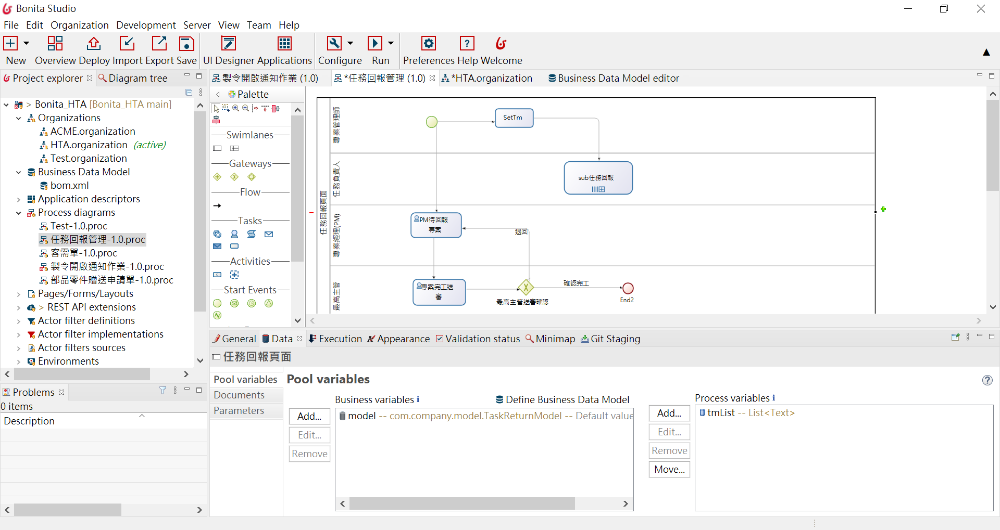 Bonita Studio
File Edit Organization Development Server View Team Help
New Overview Deploy Import Export Save UI Designer Applications Configure Run Preferences Help Welcome
Project explorer
Diagram tree
> Bonita_HTA [Bonita_HTA main]
Organizations
ACME.organization
HTA.organization (active)
Test.organization
Business Data Model
bom.xml
Application descriptors
Process diagrams
Test-1.0.proc
任務回報管理-1.0.proc
客需單-1.0.proc
製令開啟通知作業-1.0.proc
部品零件贈送申請單-1.0.proc
Pages/Forms/Layouts
> REST API extensions
Actor filter definitions
Actor filter implementations
Actor filters sources
Environments
Problems
0 items
Description
製令開啟通知作業 (1.0)
*任務回報管理 (1.0)
*HTA.organization
Business Data Model editor
Palette
Swimlanes
Gateways
Flow
Tasks
Activities
Start Events
任務回報頁面
專案管理師
SetTm
任務負責人
sub任務回報
專案經理(PM)
PM待回報
專案
退回
最高主管
專案完工送
審
最高主管送審確認
確認完工
End2
General
Data
Execution
Appearance
Validation status
Minimap
Git Staging
任務回報頁面
Pool variables
Documents
Parameters
Pool variables
Business variables
Define Business Data Model
Add...
Edit...
Remove
model -- com.company.model.TaskReturnModel -- Default value
Process variables
Add...
Edit...
Remove
Move...
tmList -- List<Text>